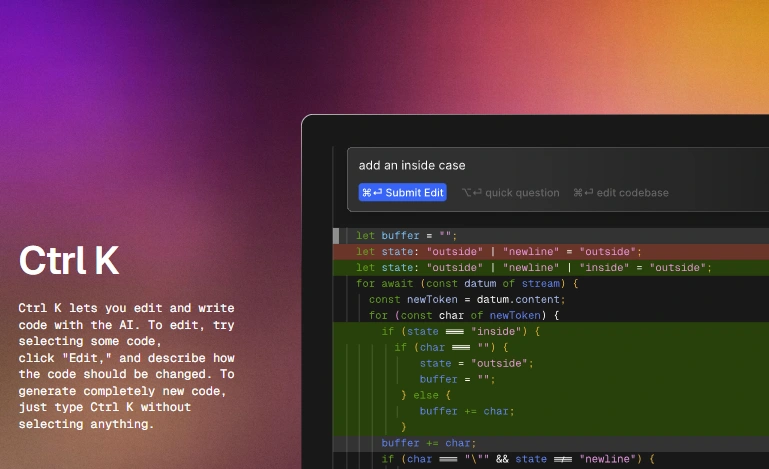 add an inside case
⌘⏎ Submit Edit ⌥⏎ quick question ⌘⏎ edit codebase
Ctrl K
Ctrl K lets you edit and write
code with the AI. To edit, try
selecting some code,
click "Edit," and describe how
the code should be changed. To
generate completely new code,
just type Ctrl K without
selecting anything.
let buffer = "";
let state: "outside" | "newline" = "outside";
let state: "outside" | "newline" | "inside" = "outside";
for await (const datum of stream) {
const newToken = datum.content;
for (const char of newToken) {
if (state === "inside") {
if (char === "") {
state = "outside";
buffer = "";
} else {
buffer += char;
}
buffer += char;
if (char === "\"" && state !== "newline") {